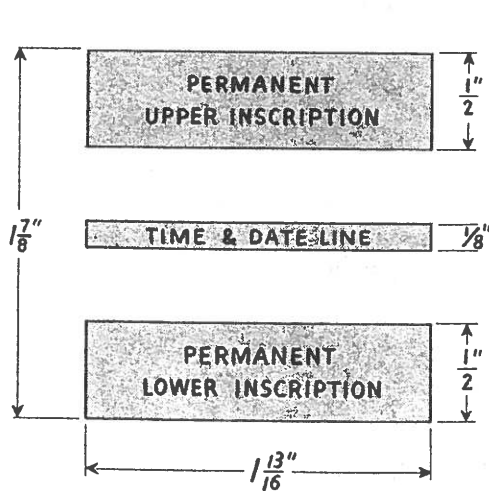 PERMANENT
UPPER INSCRIPTION
1/2"
1 7/8"
TIME & DATE LINE
1/8"
PERMANENT
LOWER INSCRIPTION
1/2"
1 13/16"